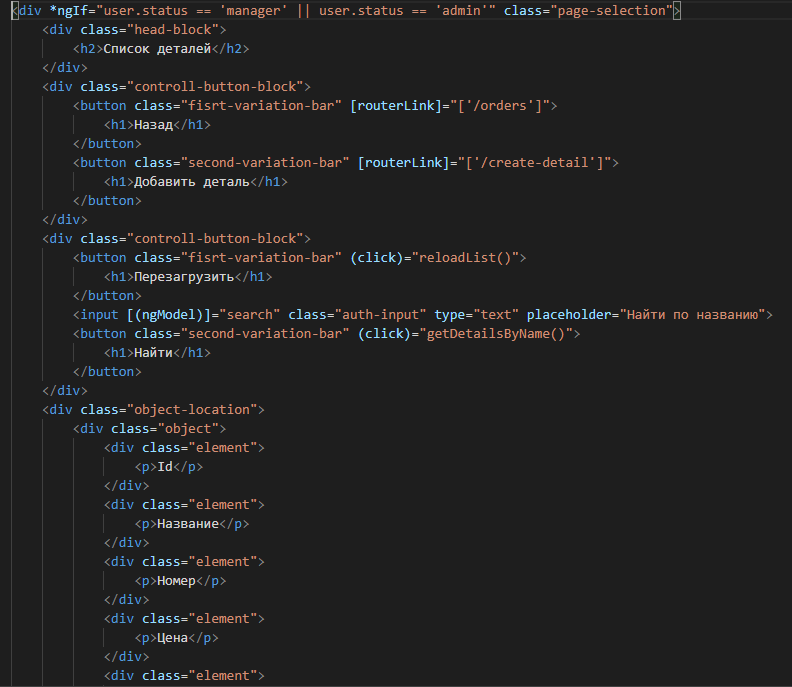 <div *ngIf="user.status == 'manager' || user.status == 'admin'" class="page-selection">
<div class="head-block">
<h2>Список деталей</h2>
</div>
<div class="controll-button-block">
<button class="fisrt-variation-bar" [routerLink]="['/orders']">
<h1>Назад</h1>
</button>
<button class="second-variation-bar" [routerLink]="['/create-detail']">
<h1>Добавить деталь</h1>
</button>
</div>
<div class="controll-button-block">
<button class="fisrt-variation-bar" (click)="reloadList()">
<h1>Перезагрузить</h1>
</button>
<input [(ngModel)]="search" class="auth-input" type="text" placeholder="Найти по названию">
<button class="second-variation-bar" (click)="getDetailsByName()">
<h1>Найти</h1>
</button>
</div>
<div class="object-location">
<div class="object">
<div class="element">
<p>Id</p>
</div>
<div class="element">
<p>Название</p>
</div>
<div class="element">
<p>Номер</p>
</div>
<div class="element">
<p>Цена</p>
</div>
<div class="element">